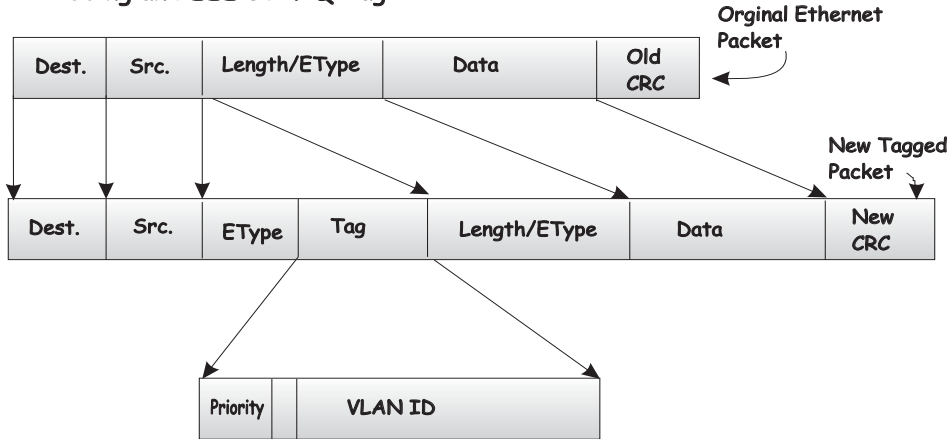 Orginal Ethernet
Packet
Dest. Src. Length/EType Data Old
CRC
New Tagged
Packet
Dest. Src. EType Tag Length/EType Data New
CRC
Priority VLAN ID